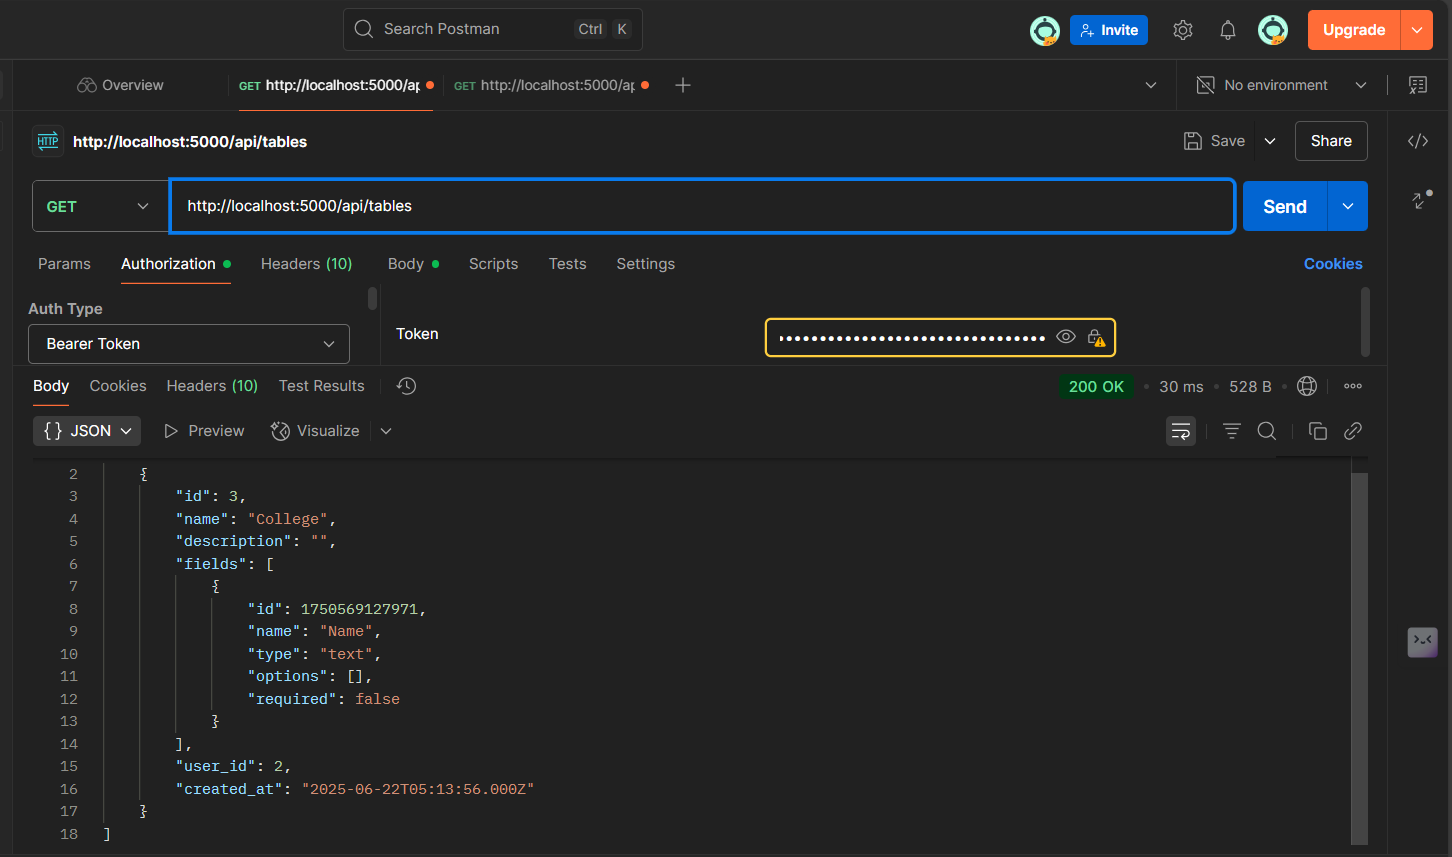 Search Postman Ctrl K Invite Upgrade
Overview GET http://localhost:5000/ap GET http://localhost:5000/ap No environment
HTTP http://localhost:5000/api/tables Save Share
GET http://localhost:5000/api/tables Send
Params Authorization Headers (10) Body Scripts Tests Settings Cookies
Auth Type
Bearer Token
Token
Body Cookies Headers (10) Test Results 200 OK • 30 ms • 528 B •
{} JSON Preview Visualize
2 {
3 "id": 3,
4 "name": "College",
5 "description": "",
6 "fields": [
7 {
8 "id": 1750569127971,
9 "name": "Name",
10 "type": "text",
11 "options": [],
12 "required": false
13 }
14 ],
15 "user_id": 2,
16 "created_at": "2025-06-22T05:13:56.000Z"
17 }
18 ]